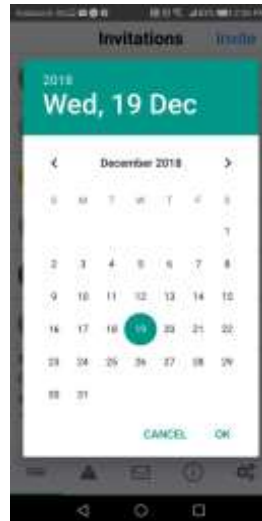 Invitations Invite
2018
Wed, 19 Dec
December 2018
S M T W T F S
1
2 3 4 5 6 7 8
9 10 11 12 13 14 15
16 17 18 19 20 21 22
23 24 25 26 27 28 29
30 31
CANCEL OK